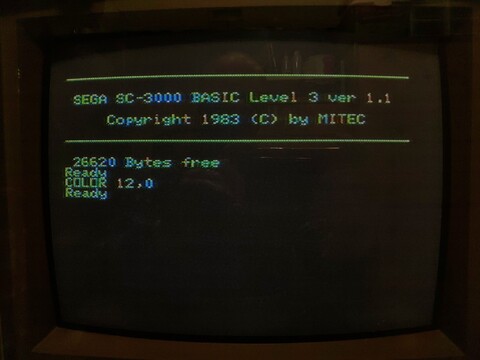 SEGA SC-3000 BASIC Level 3 ver 1.1
Copyright 1983 (C) by MITEC
26620 Bytes free
Ready
COLOR 12,0
Ready